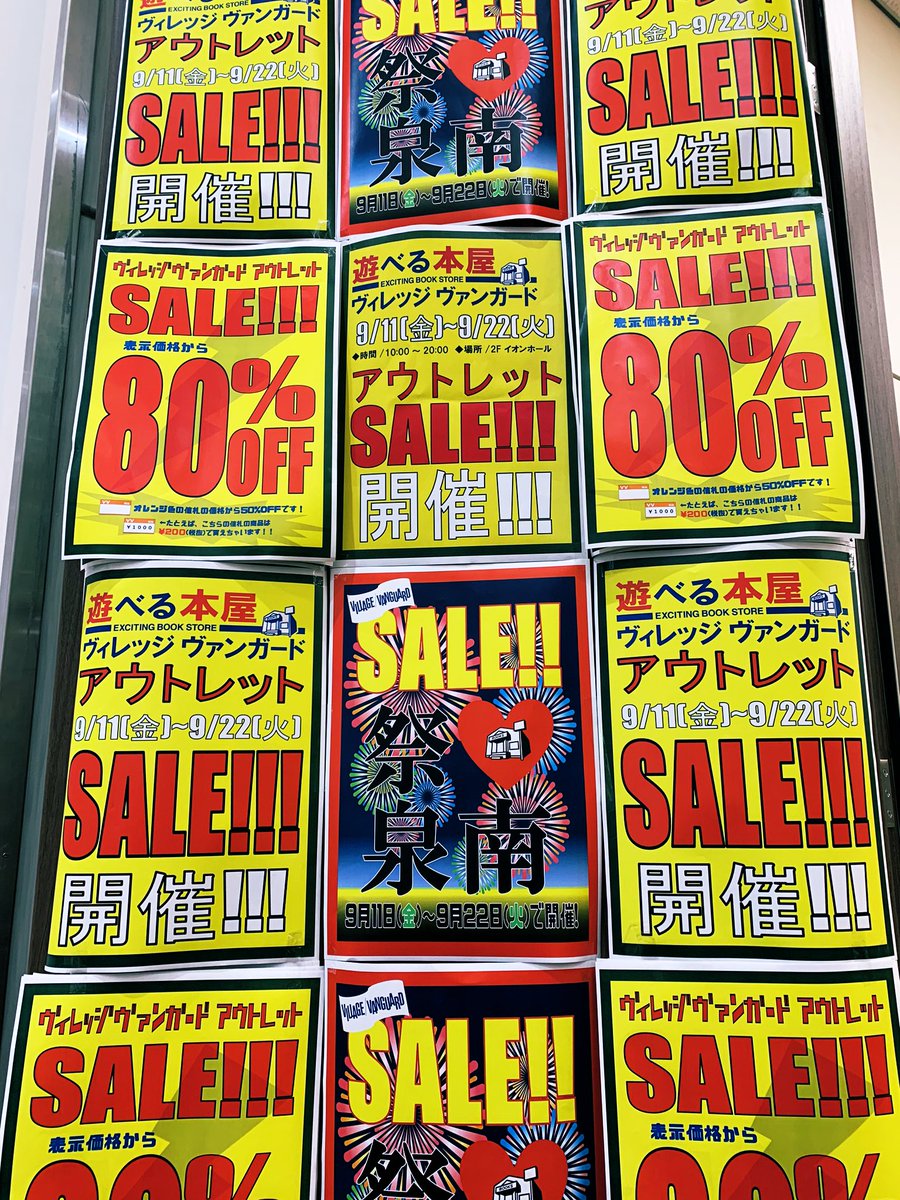 遊べる本屋
EXCITING BOOK STORE
ヴィレッジ ヴァンガード
アウトレット
9/11(金)~9/22(火)
SALE!!!
開催!!!
SALE!!
祭
泉南
9月11日(金)~9月22日(火)で開催!
アウトレット
9/11(金)~9/22(火)
SALE!!!
開催!!!
ヴィレッジヴァンガード アウトレット
SALE!!!
表示価格から
80%OFF
オレンジ色の値札の価格から50%OFFです!
¥1000
←たとえば、こちらの値札の商品は
¥200(税抜)で買えちゃいます!!
遊べる本屋
EXCITING BOOK STORE
ヴィレッジ ヴァンガード
9/11(金)~9/22(火)
◆時間/10:00~20:00 ◆場所/2F イオンホール
アウトレット
SALE!!!
開催!!!
ヴィレッジヴァンガード アウトレット
SALE!!!
表示価格から
80%OFF
オレンジ色の値札の価格から50%OFFです!
¥1000
←たとえば、こちらの値札の商品は
¥200(税抜)で買えちゃいます!!
遊べる本屋
EXCITING BOOK STORE
ヴィレッジ ヴァンガード
アウトレット
9/11(金)~9/22(火)
SALE!!!
開催!!!
VILLAGE VANGUARD
SALE!!
祭
泉南
9月11日(金)~9月22日(火)で開催!
遊べる本屋
EXCITING BOOK STORE
ヴィレッジ ヴァンガード
アウトレット
9/11(金)~9/22(火)
SALE!!!
開催!!!
ヴィレッジヴァンガード アウトレット
SALE!!!
表示価格から
VILLAGE VANGUARD
SALE!!
祭
ヴィレッジヴァンガード アウトレット
SALE!!!
表示価格から